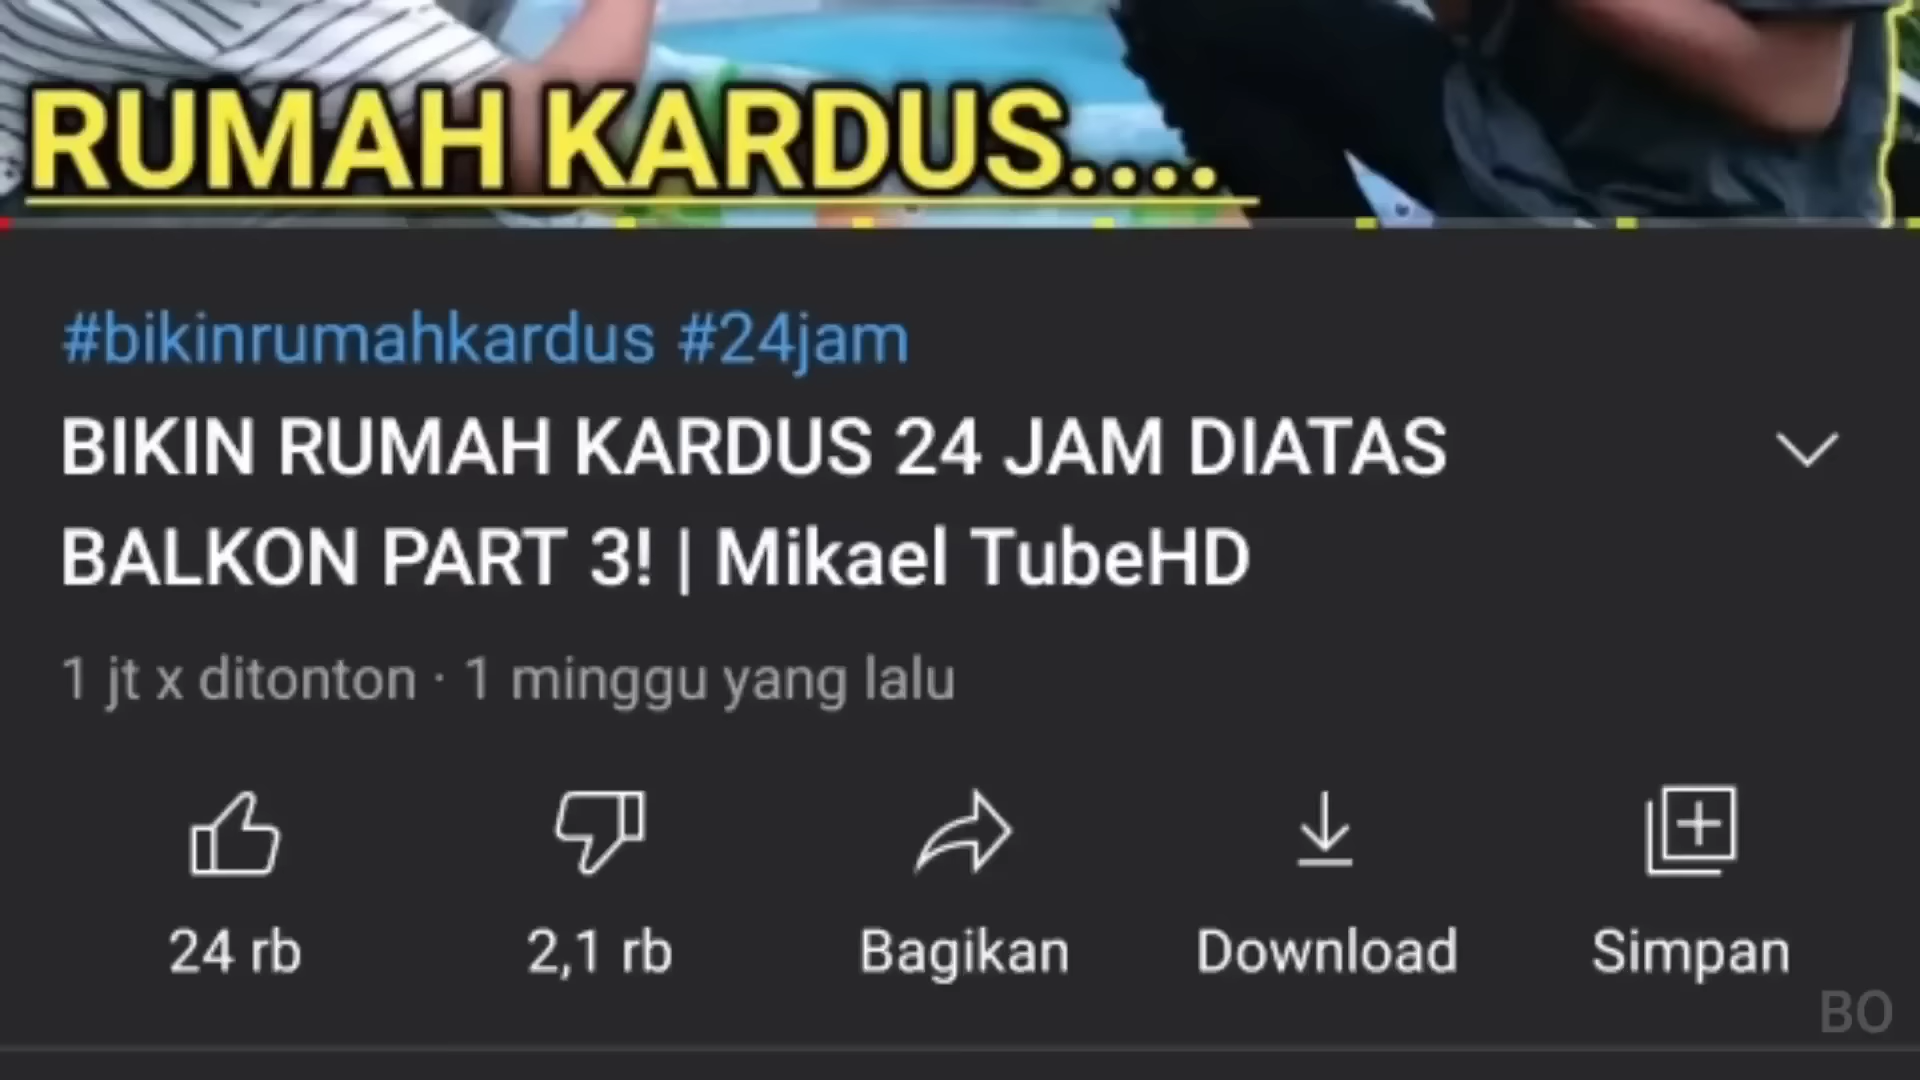 RUMAH KARDUS....
#bikinrumahkardus #24jam
BIKIN RUMAH KARDUS 24 JAM DIATAS
BALKON PART 3! | Mikael TubeHD
1 jt x ditonton · 1 minggu yang lalu
24 rb
2,1 rb
Bagikan
Download
Simpan
BO